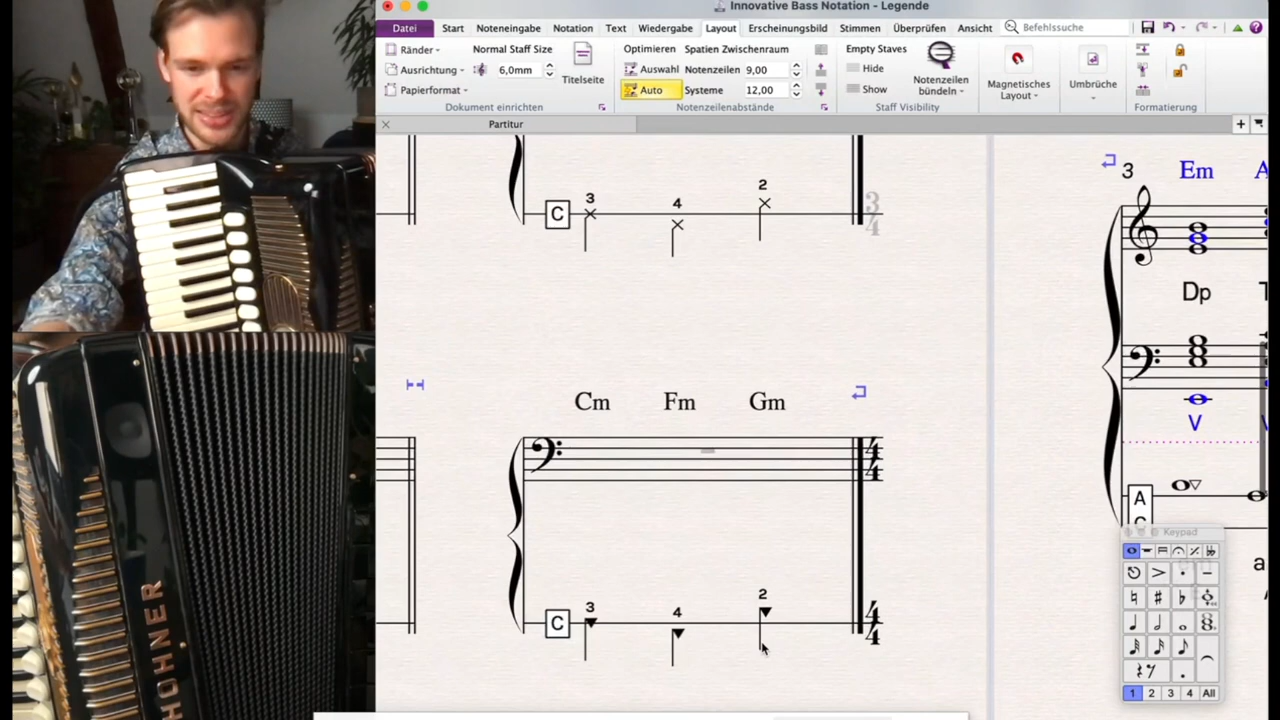 Innovative Bass Notation - Legende
Datei Start Noteneingabe Notation Text Wiedergabe Layout Erscheinungsbild Stimmen Überprüfen Ansicht Befehlssuche
Ränder Normal Staff Size Optimieren Spatien Zwischenraum Empty Staves
Ausrichtung 6,0mm Titelseite Auswahl Notenzeilen 9,00 Hide Notenzeilen bündeln Magnetisches Layout Umbrüche
Papierformat Auto Systeme 12,00 Show
Dokument einrichten Notenzeilenabstände Staff Visibility Formatierung
Partitur
3 Em A
3 4 2
C
3
4
Dp T
Cm Fm Gm
V V
4
4
A
C
Keypad
3 4 2
C
4
4
a
HOHNER
1 2 3 4 All